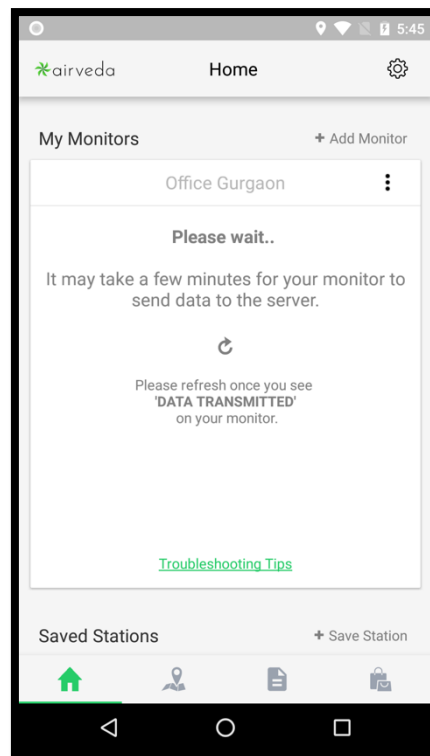 5:45
airveda
Home
My Monitors
+ Add Monitor
Office Gurgaon
Please wait..
It may take a few minutes for your monitor to
send data to the server.
Please refresh once you see
'DATA TRANSMITTED'
on your monitor.
Troubleshooting Tips
Saved Stations
+ Save Station